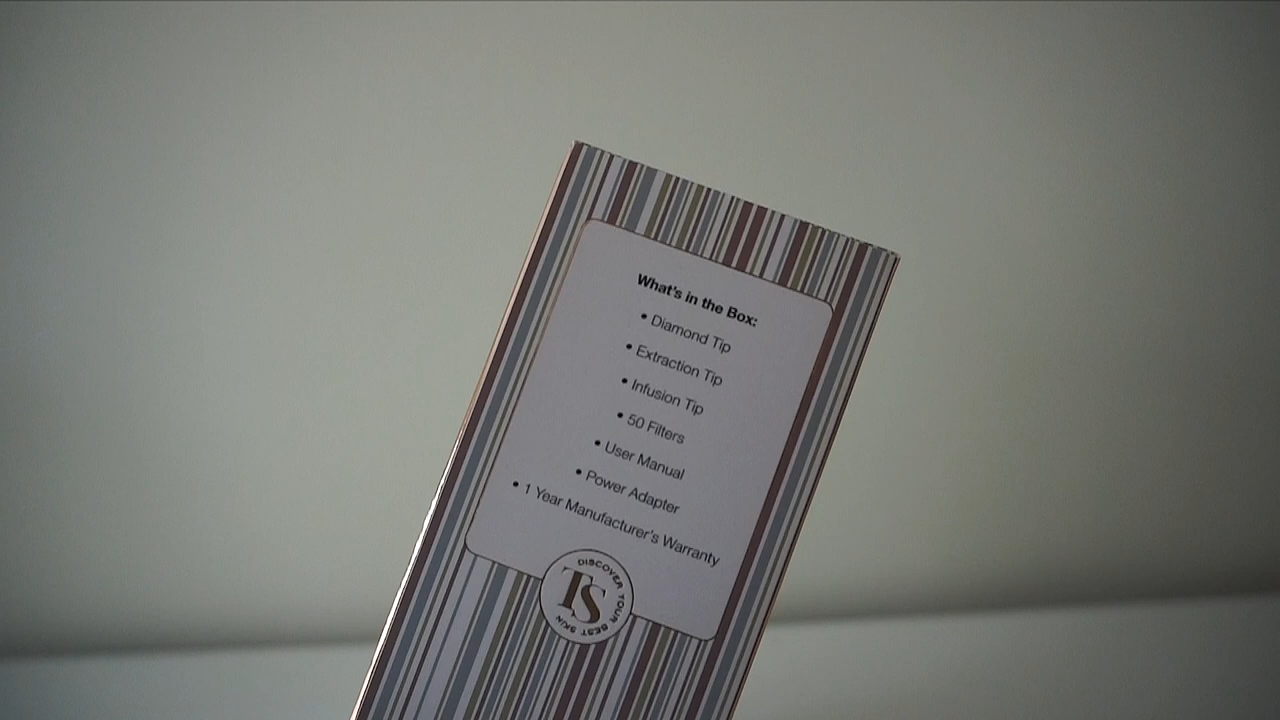 What's in the Box:
• Diamond Tip
• Extraction Tip
• Infusion Tip
• 50 Filters
• User Manual
• Power Adapter
• 1 Year Manufacturer's Warranty
TS
DISCOVER YOUR BEST SKIN